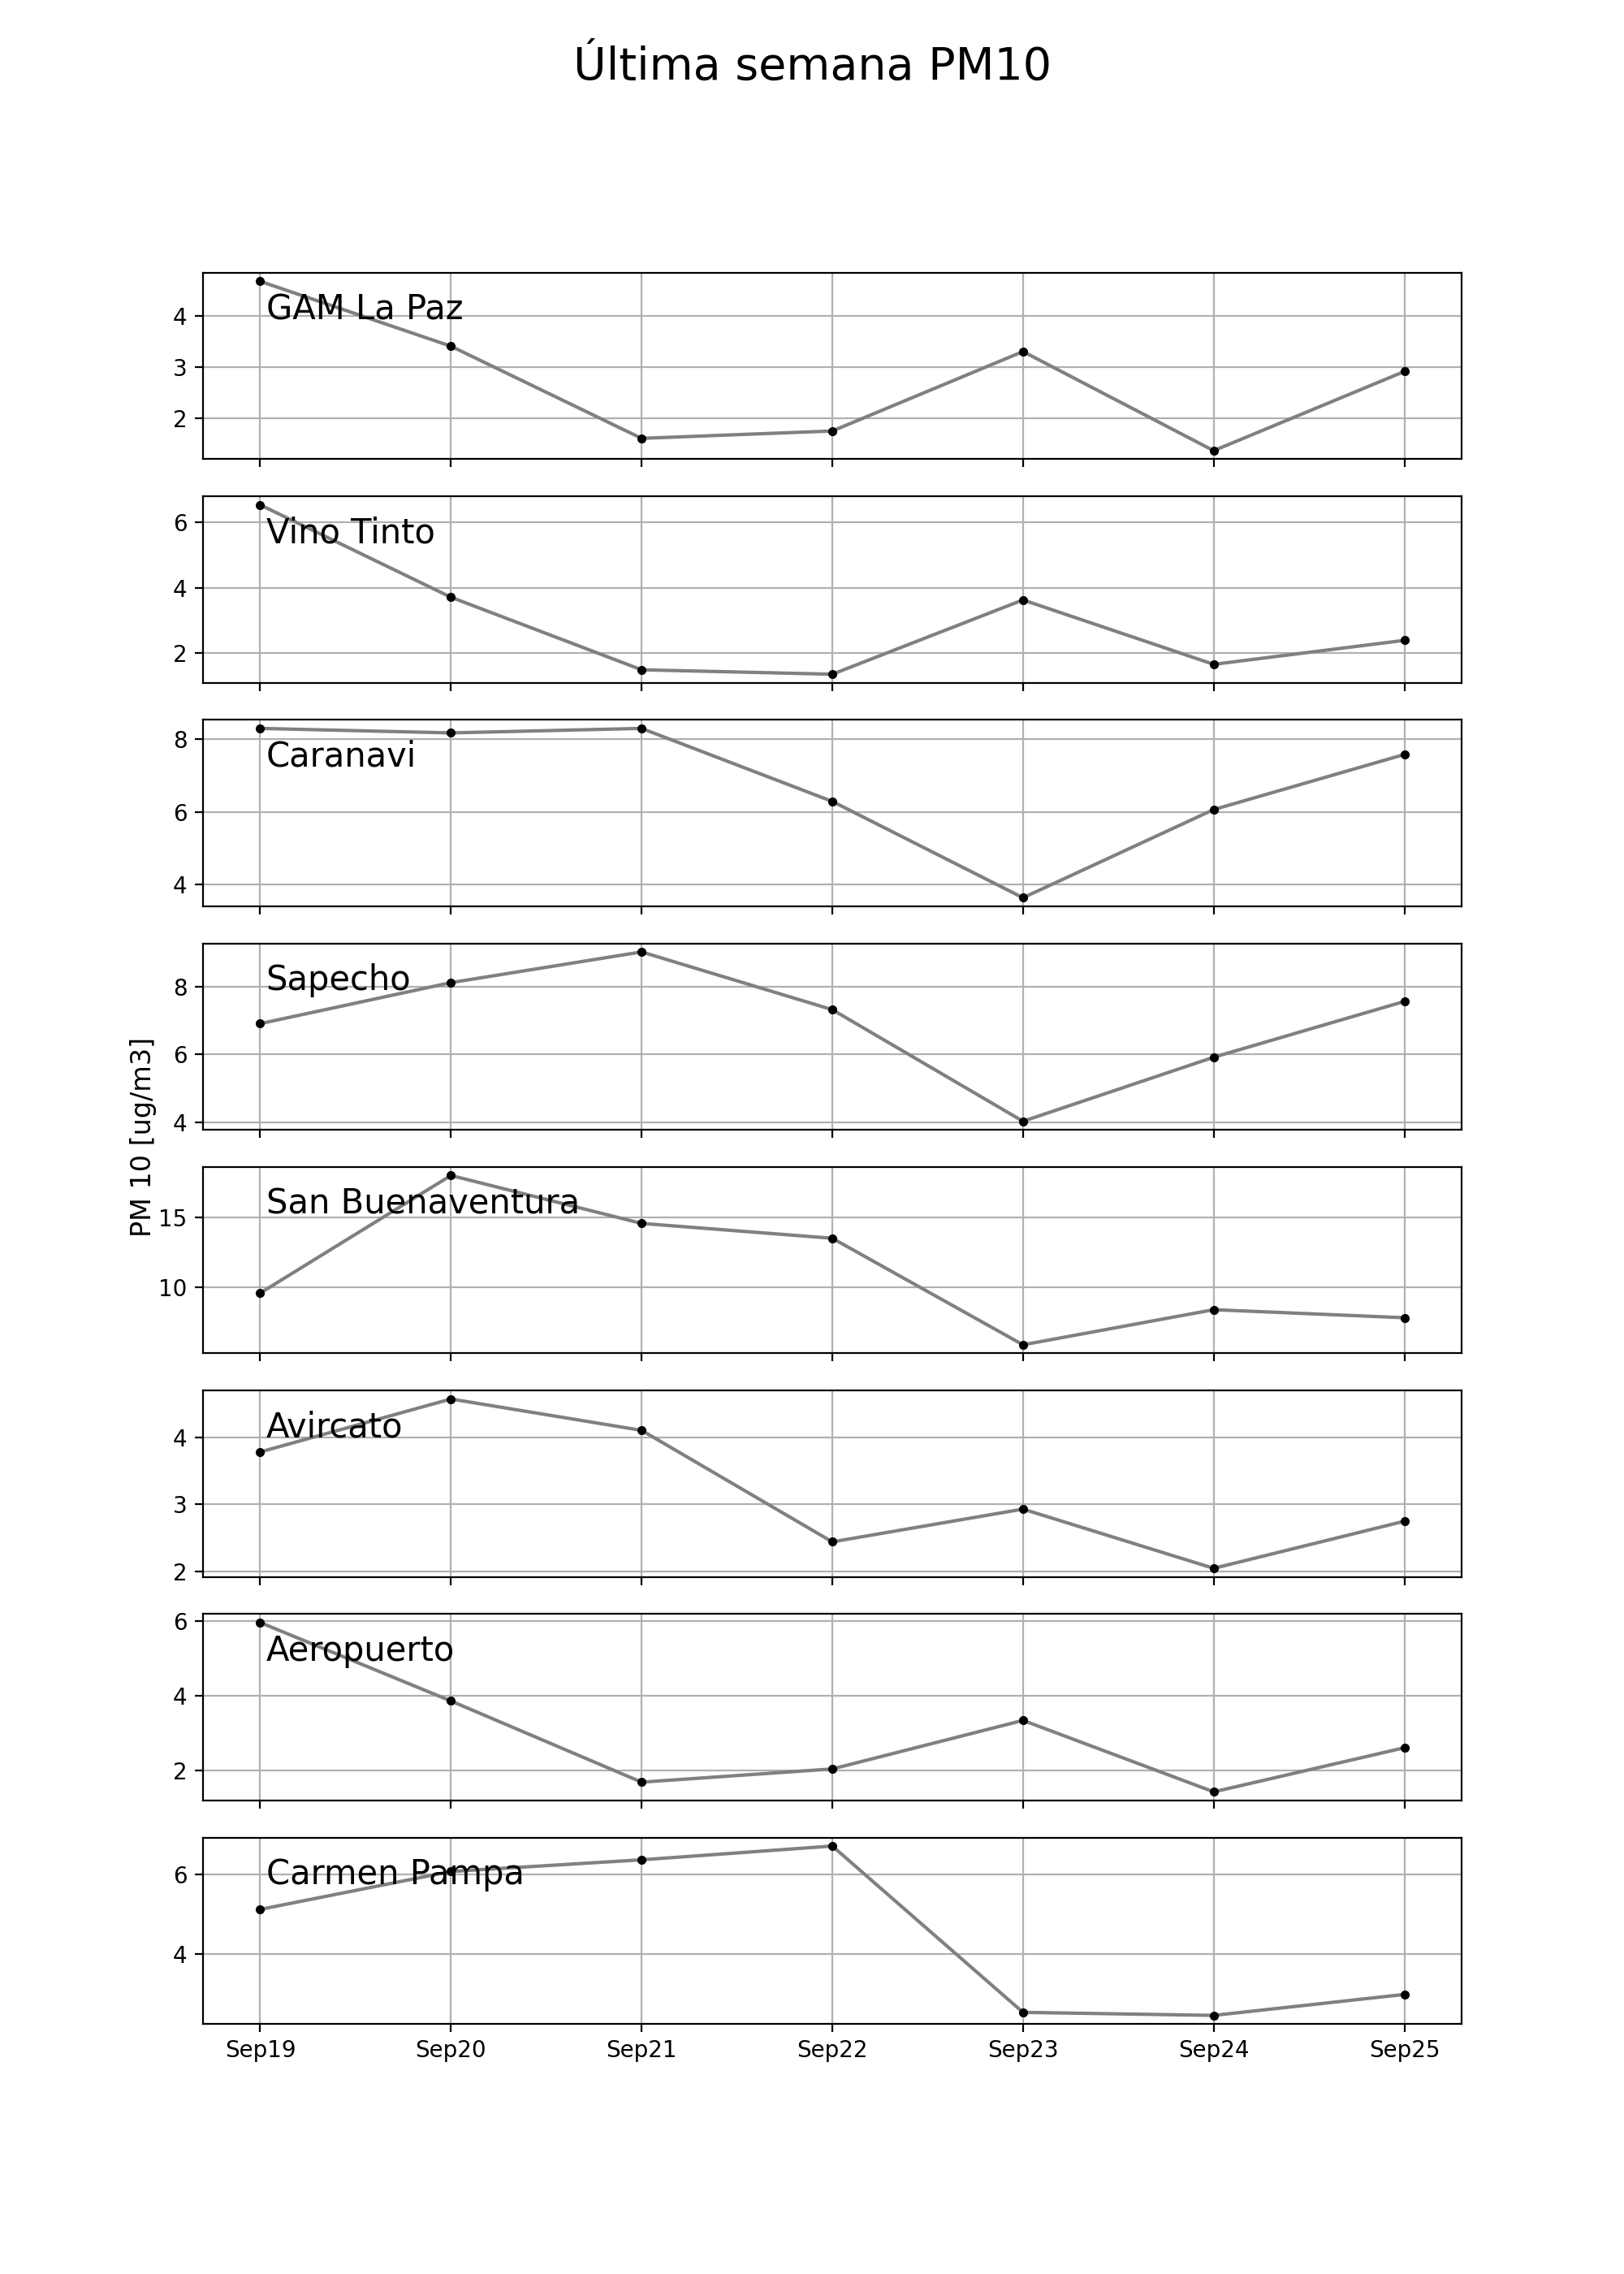 Última semana PM10
GAM La Paz
4
3
2
Vino Tinto
6
4
2
Caranavi
8
6
4
Sapecho
8
6
4
PM 10 [ug/m3]
San Buenaventura
15
10
Avircato
4
3
2
Aeropuerto
6
4
2
Carmen Pampa
6
4
Sep19 Sep20 Sep21 Sep22 Sep23 Sep24 Sep25